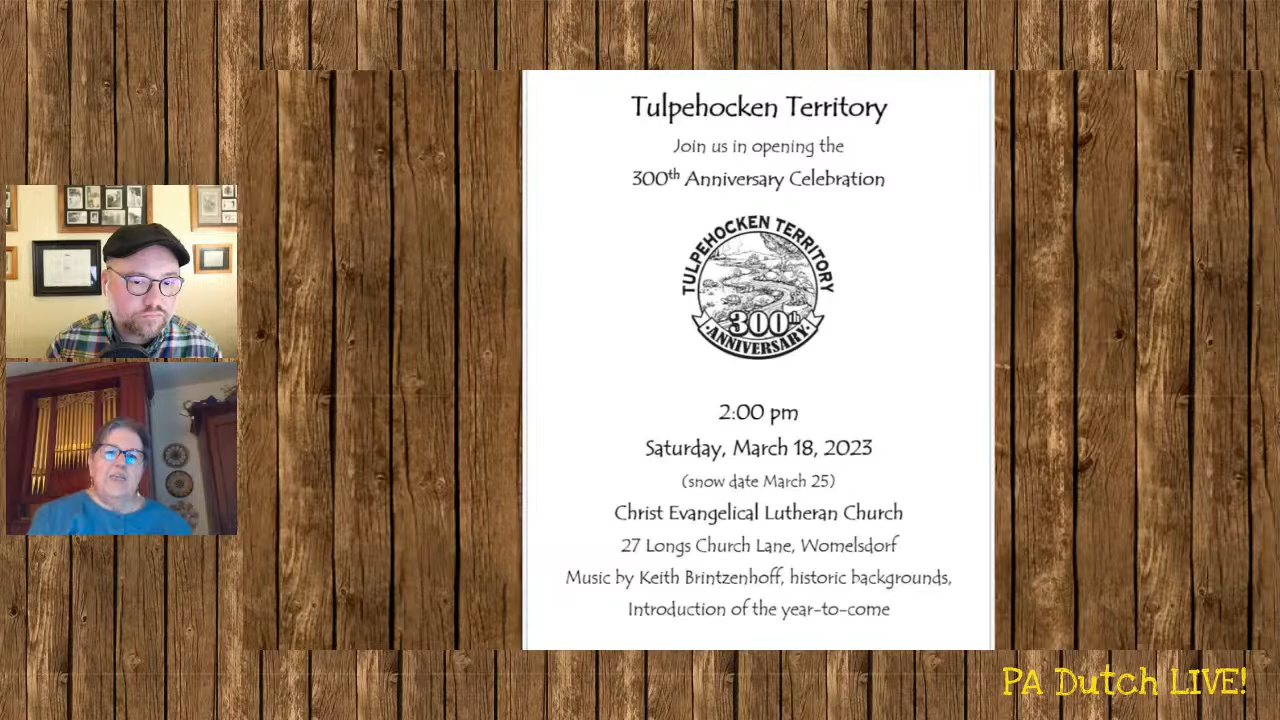 Tulpehocken Territory
Join us in opening the
300th Anniversary Celebration
TULPEHOCKEN TERRITORY
300th
·ANNIVERSARY·
2:00 pm
Saturday, March 18, 2023
(snow date March 25)
Christ Evangelical Lutheran Church
27 Longs Church Lane, Womelsdorf
Music by Keith Brintzenhoff, historic backgrounds,
Introduction of the year-to-come
PA Dutch LIVE!